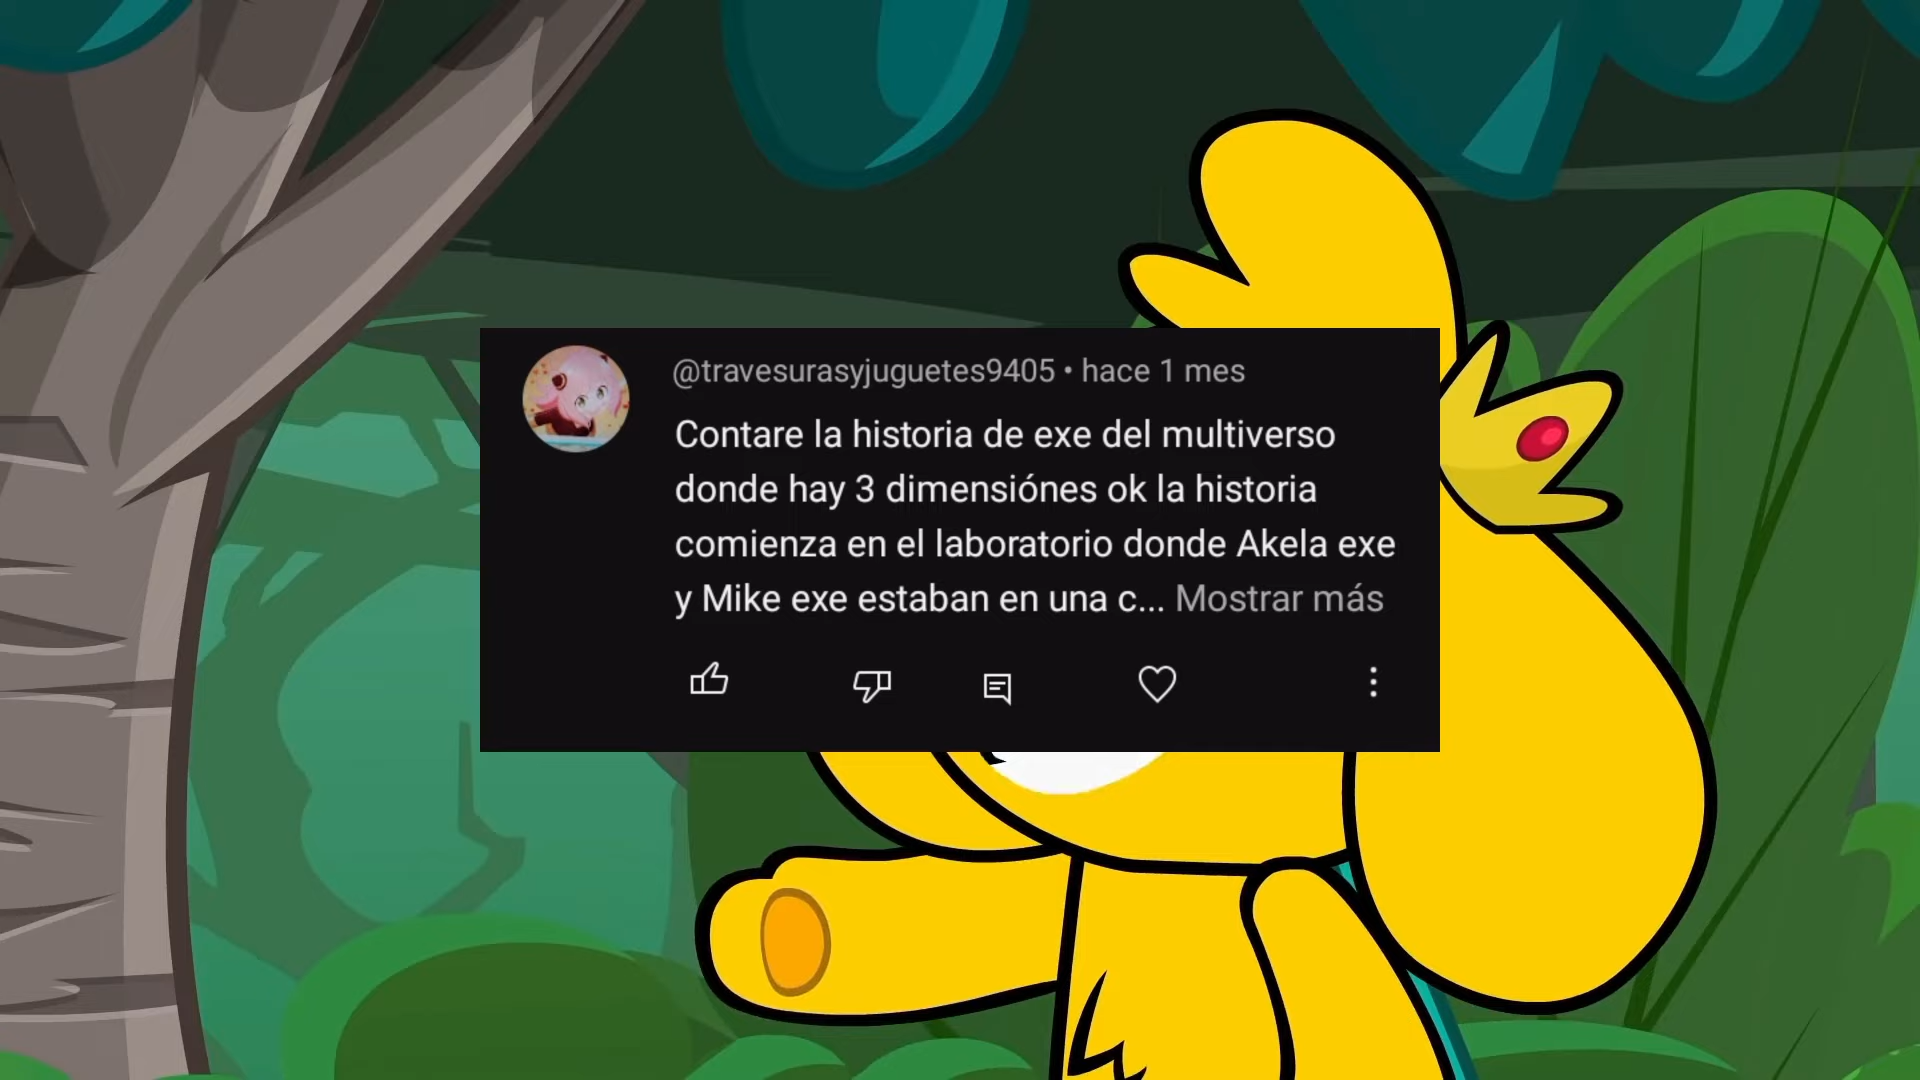 @travesurasyjuguetes9405 • hace 1 mes
Contare la historia de exe del multiverso
donde hay 3 dimensiónes ok la historia
comienza en el laboratorio donde Akela exe
y Mike exe estaban en una c... Mostrar más